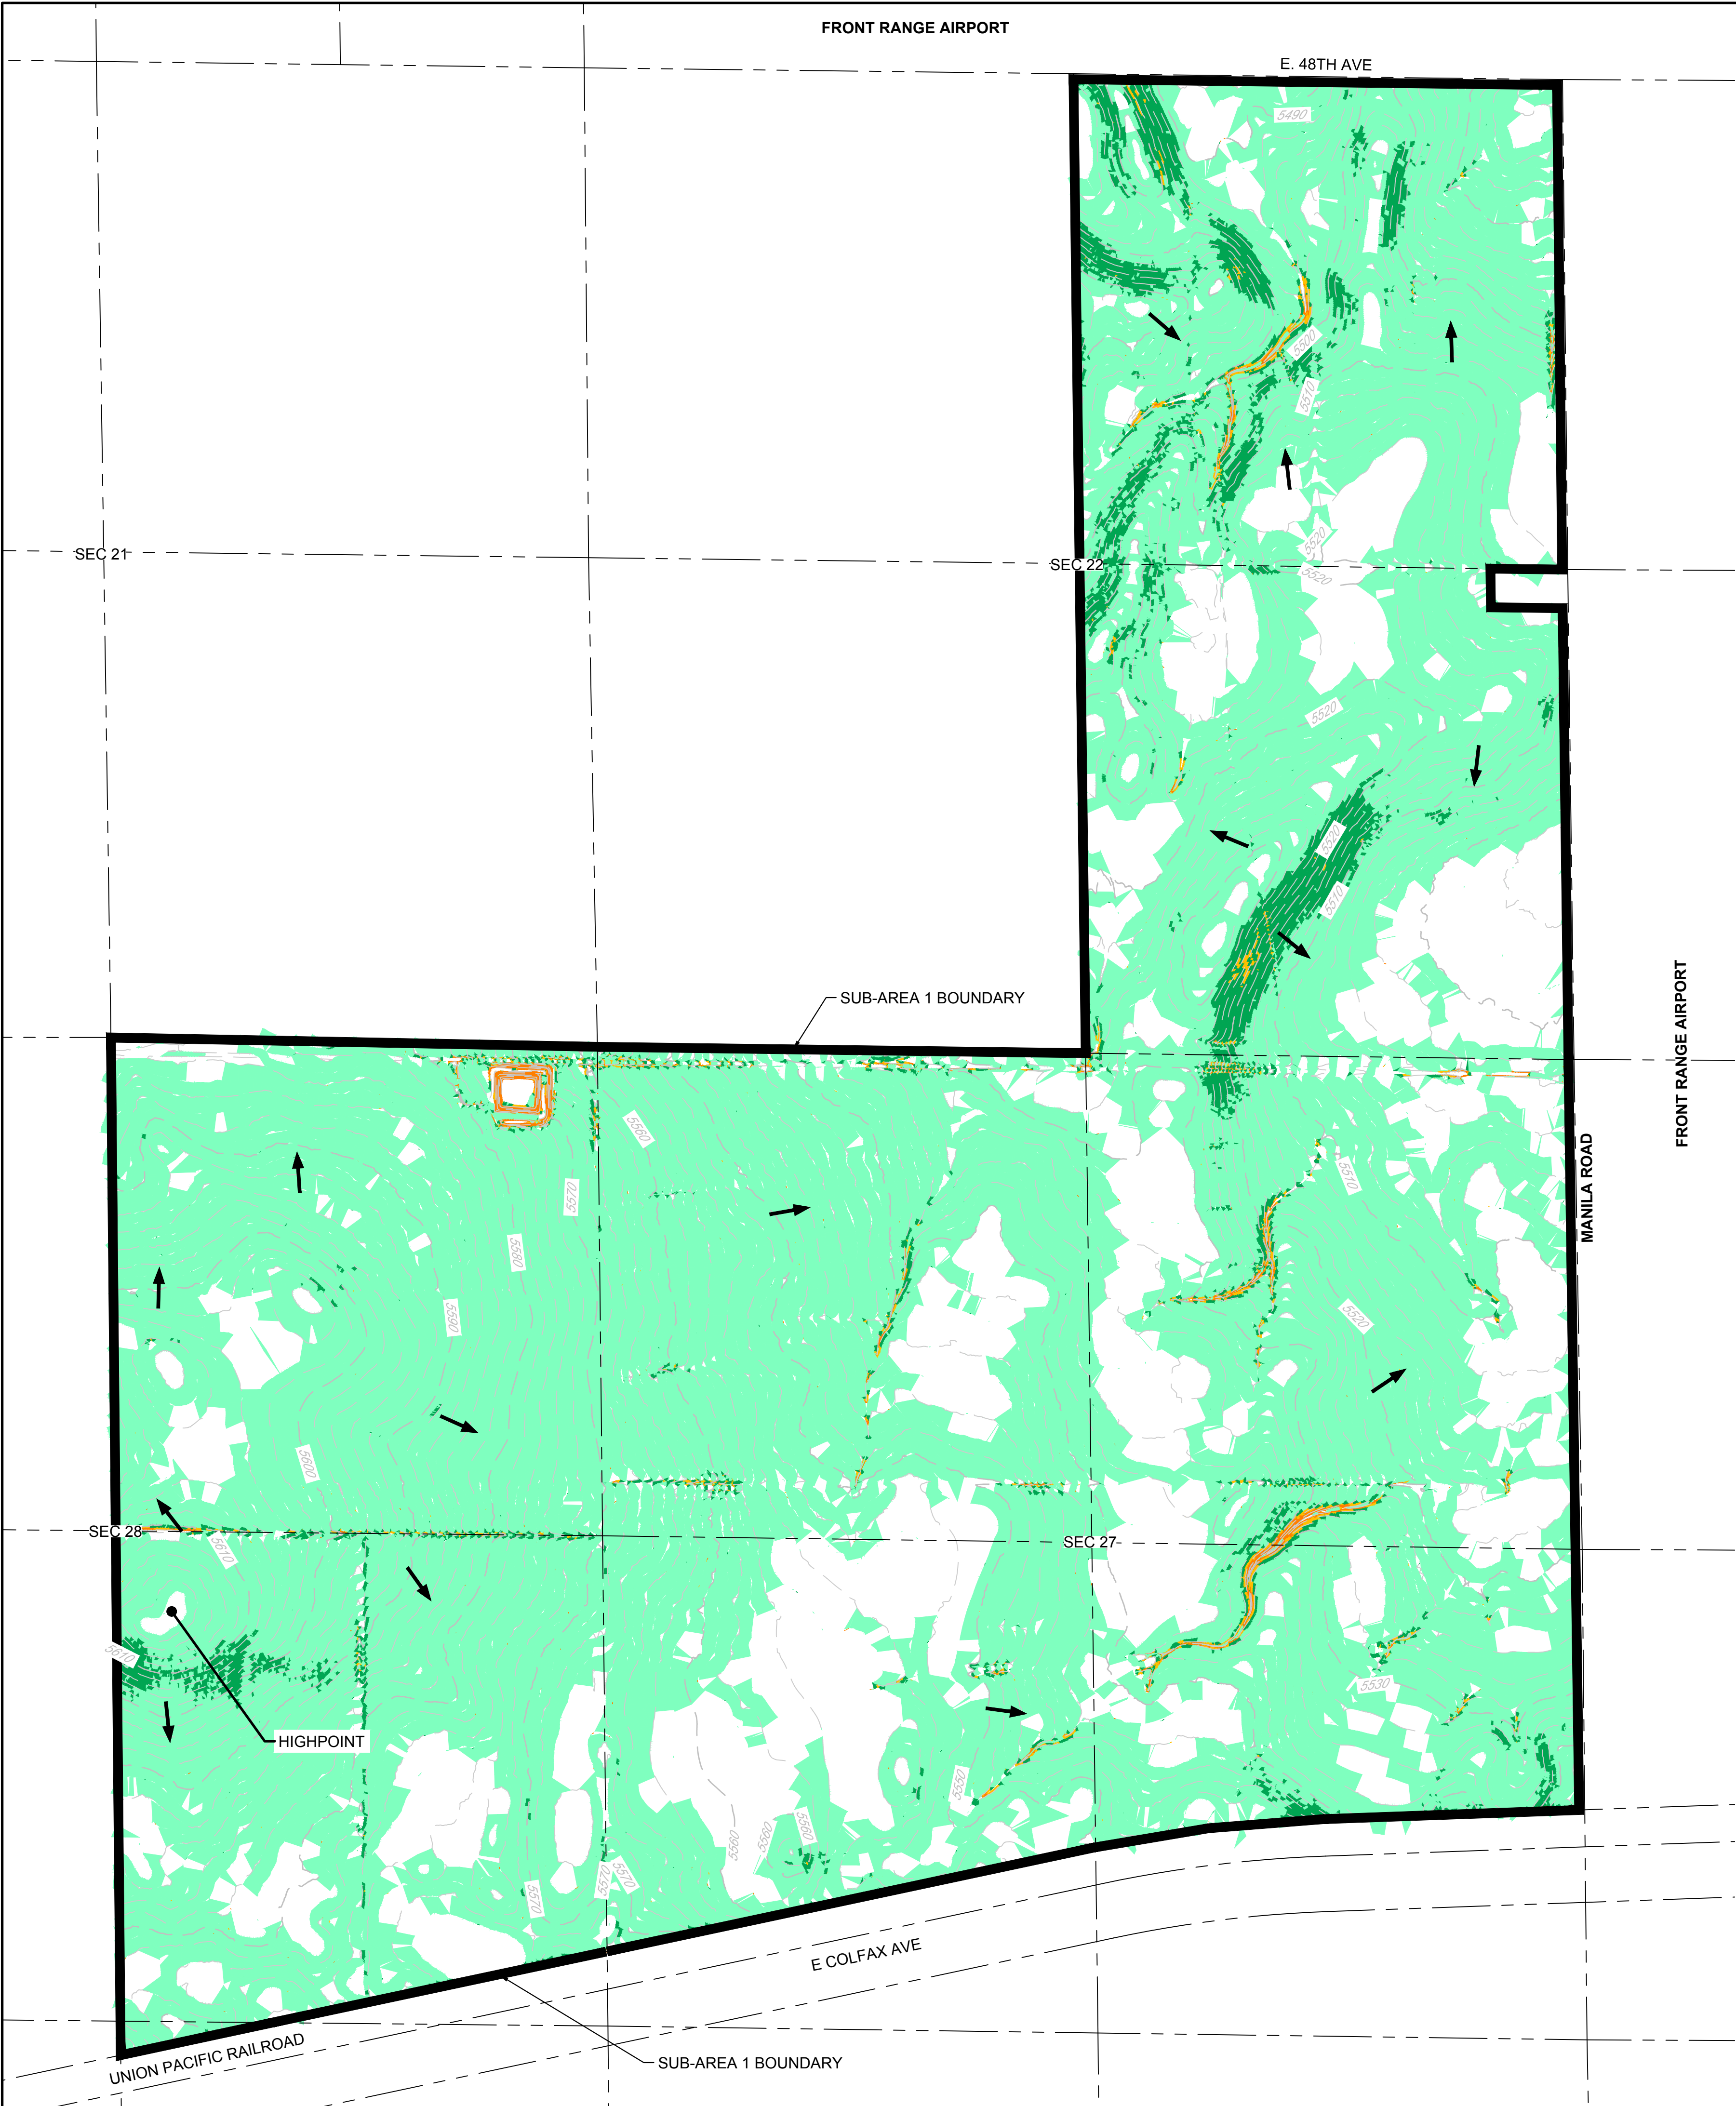 FRONT RANGE AIRPORT
E. 48TH AVE
5490
5500
5510
SEC 21
SEC 22
5520
5520
5520
5520
5510
FRONT RANGE AIRPORT
SUB-AREA 1 BOUNDARY
5560
MANILA ROAD
5510
5570
5580
5590
5520
5600
SEC 28
5610
SEC 27
5610
5530
HIGHPOINT
5550
5560
5560
5560
5570
5570
5570
E COLFAX AVE
UNION PACIFIC RAILROAD
SUB-AREA 1 BOUNDARY